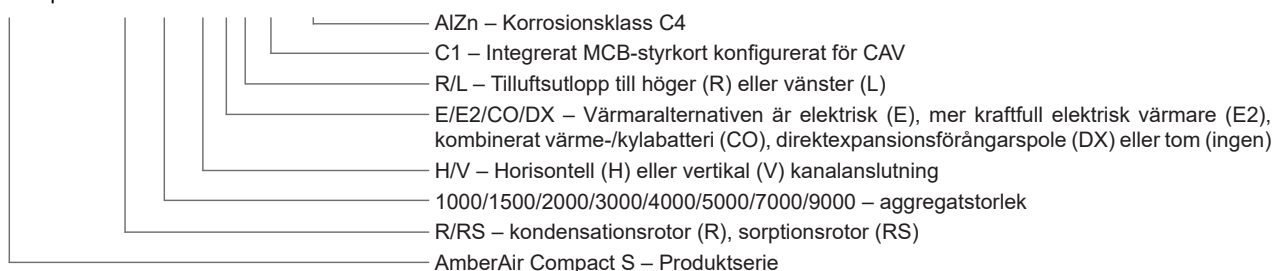 AlZn – Korrosionsklass C4
C1 – Integrerat MCB-styrkort konfigurerat för CAV
R/L – Tilluftsutlopp till höger (R) eller vänster (L)
E/E2/CO/DX – Värmaralternativen är elektrisk (E), mer kraftfull elektrisk värmare (E2),
kombinerat värme-/kylabatteri (CO), direktexpansionsförångarspole (DX) eller tom (ingen)
H/V – Horisontell (H) eller vertikal (V) kanalanslutning
1000/1500/2000/3000/4000/5000/7000/9000 – aggregatstorlek
R/RS – kondensationsrotor (R), sorptionsrotor (RS)
AmberAir Compact S – Produktserie